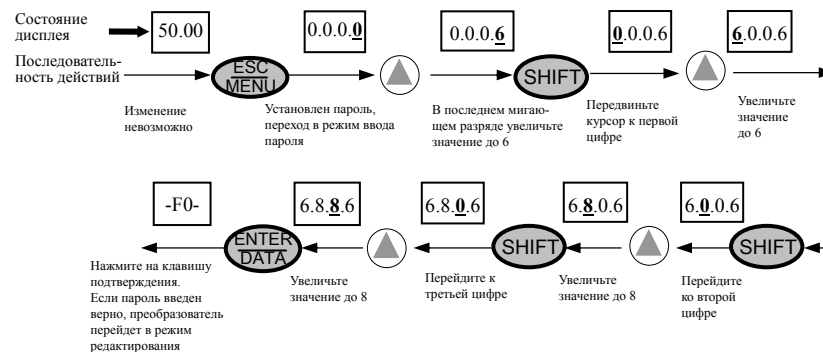 Состояние
дисплея
50.00
0.0.0.0
0.0.0.6
0.0.0.6
6.0.0.6
Последователь-
ность действий
ESC
MENU
SHIFT
Изменение
невозможно
Установлен пароль,
переход в режим ввода
пароля
В последнем мигаю-
щем разряде увеличьте
значение до 6
Передвиньте
курсор к первой
цифре
Увеличьте
значение
до 6
-F0-
6.8.8.6
6.8.0.6
6.8.0.6
6.0.0.6
ENTER
DATA
SHIFT
SHIFT
Нажмите на клавишу
подтверждения.
Если пароль введен
верно, преобразователь
перейдет в режим
редактирования
Увеличьте
значение до 8
Перейдите к
третьей цифре
Увеличьте
значение до 8
Перейдите
ко второй
цифре